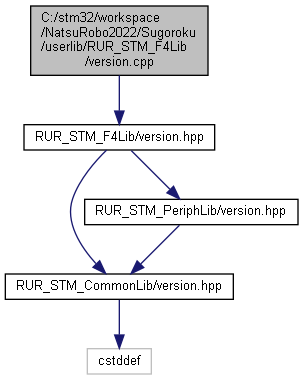 C:/stm32/workspace
/NatsuRobo2022/Sugoroku
/userlib/RUR_STM_F4Lib
/version.cpp
RUR_STM_F4Lib/version.hpp
RUR_STM_PeriphLib/version.hpp
RUR_STM_CommonLib/version.hpp
cstddef